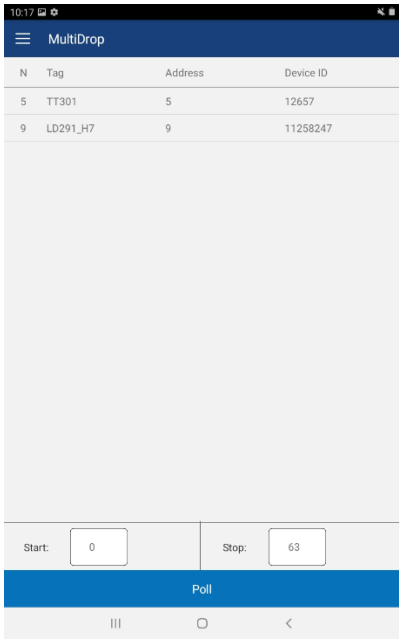 10:17
MultiDrop
N Tag Address Device ID
5 TT301 5 12657
9 LD291_H7 9 11258247
Start: 0 Stop: 63
Poll